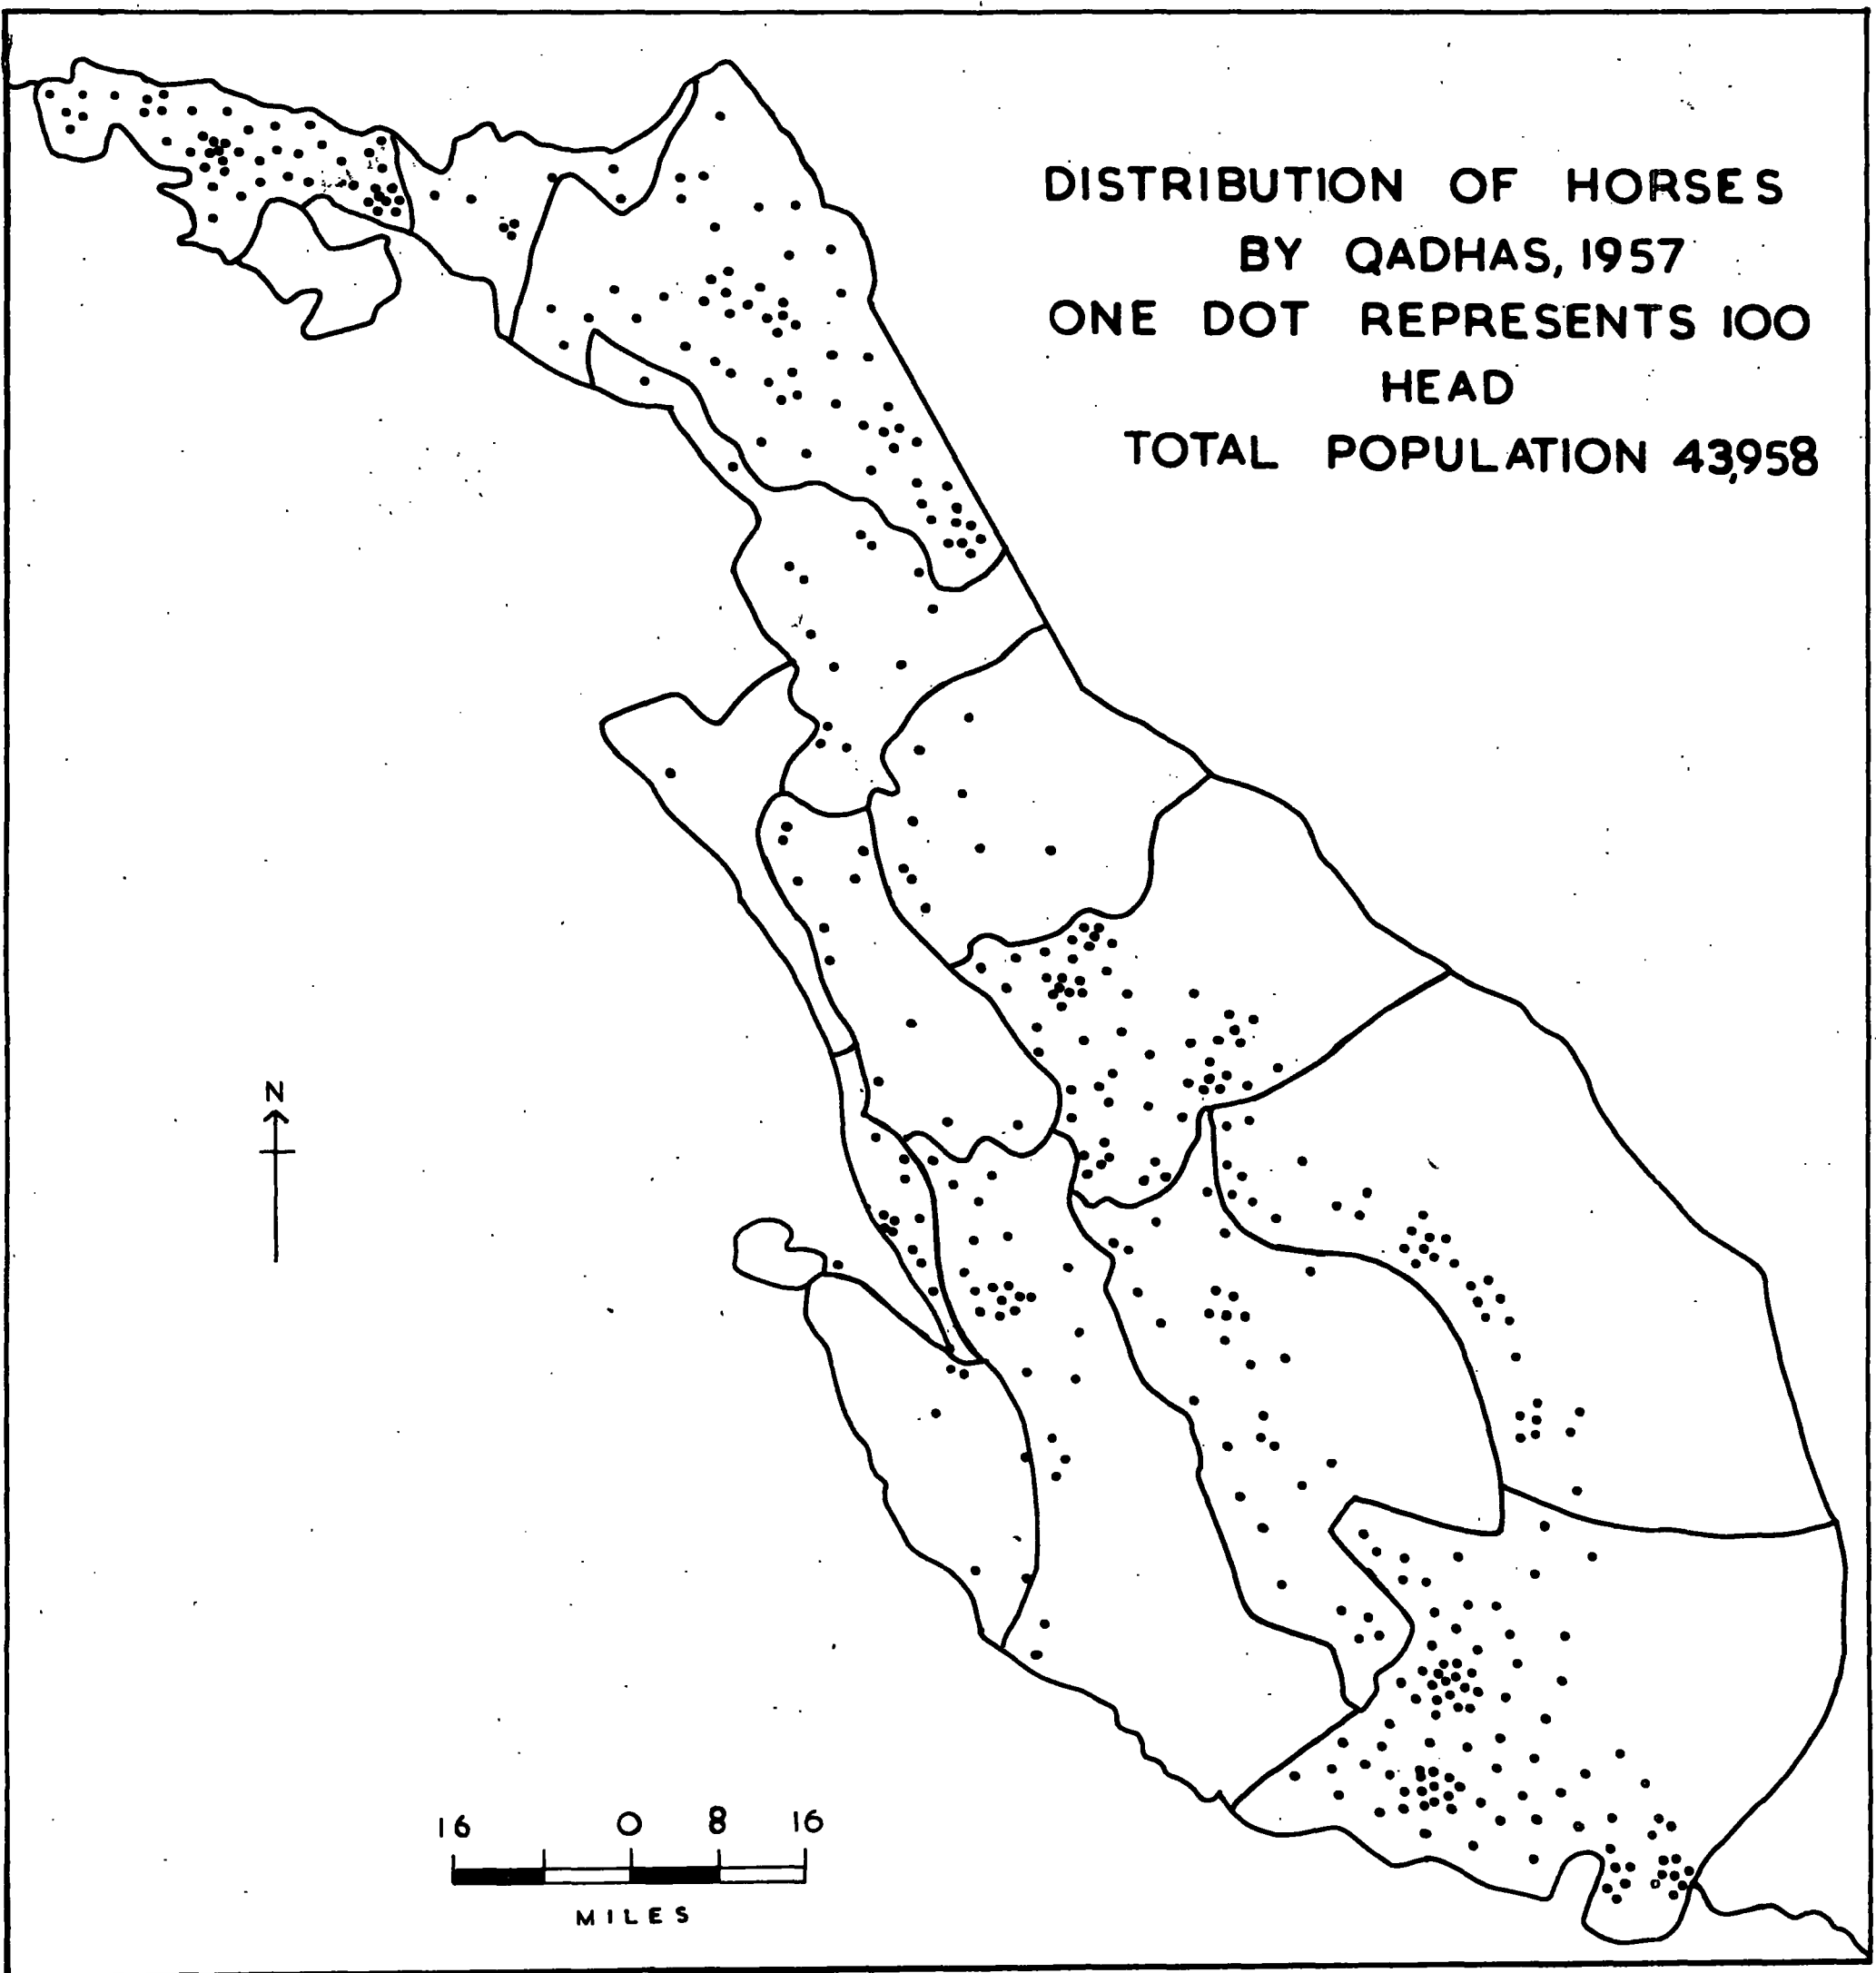 DISTRIBUTION OF HORSES
BY QADHAS, 1957
ONE DOT REPRESENTS 100
HEAD
TOTAL POPULATION 43,958
N
16 0 8 16
MILES